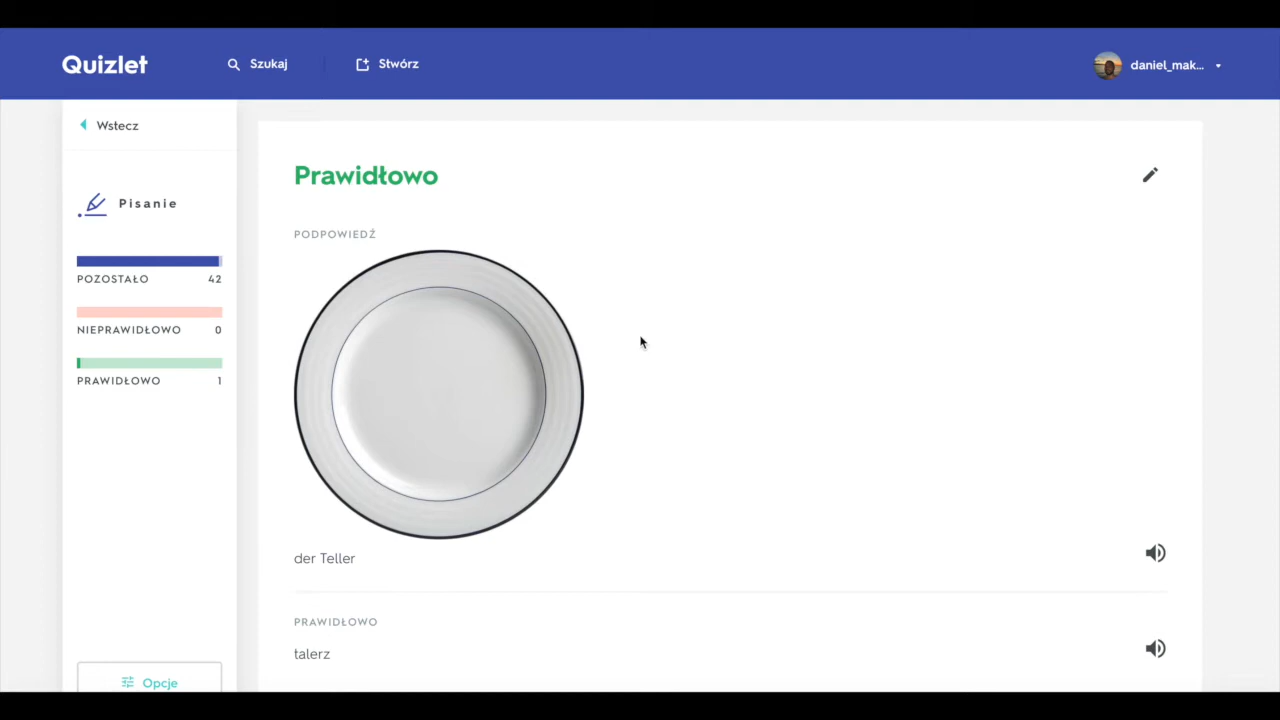 Quizlet
Szukaj
Stwórz
daniel_mak...
Wstecz
Pisanie
POZOSTAŁO 42
NIEPRAWIDŁOWO 0
PRAWIDŁOWO 1
Opcje
Prawidłowo
PODPOWIEDŹ
der Teller
PRAWIDŁOWO
talerz